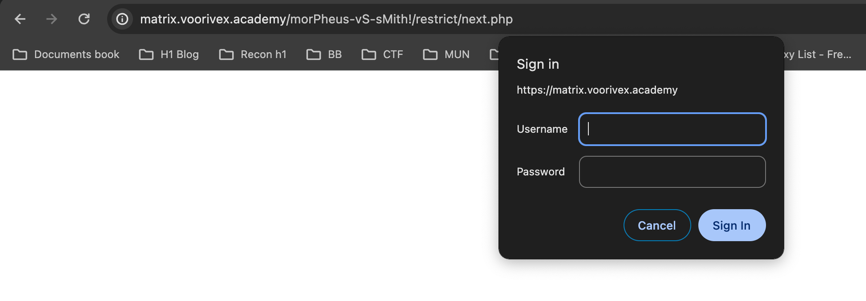 matrix.voorivex.academy/morPheus-vS-sMith!/restrict/next.php
Documents book H1 Blog Recon h1 BB CTF MUN xy List - Fre...
Sign in
https://matrix.voorivex.academy
Username
Password
Cancel Sign In